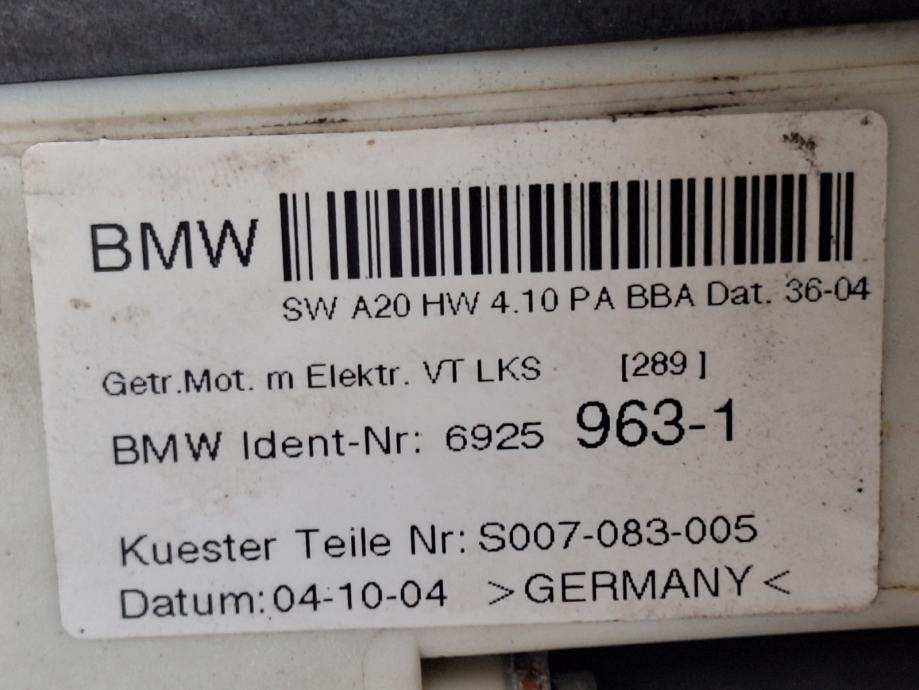 BMW
SW A20 HW 4.10 PA BBA Dat. 36-04
Getr.Mot. m Elektr. VT LKS [289 ]
BMW Ident-Nr: 6925 963-1
Kuester Teile Nr: S007-083-005
Datum: 04-10-04 >GERMANY<